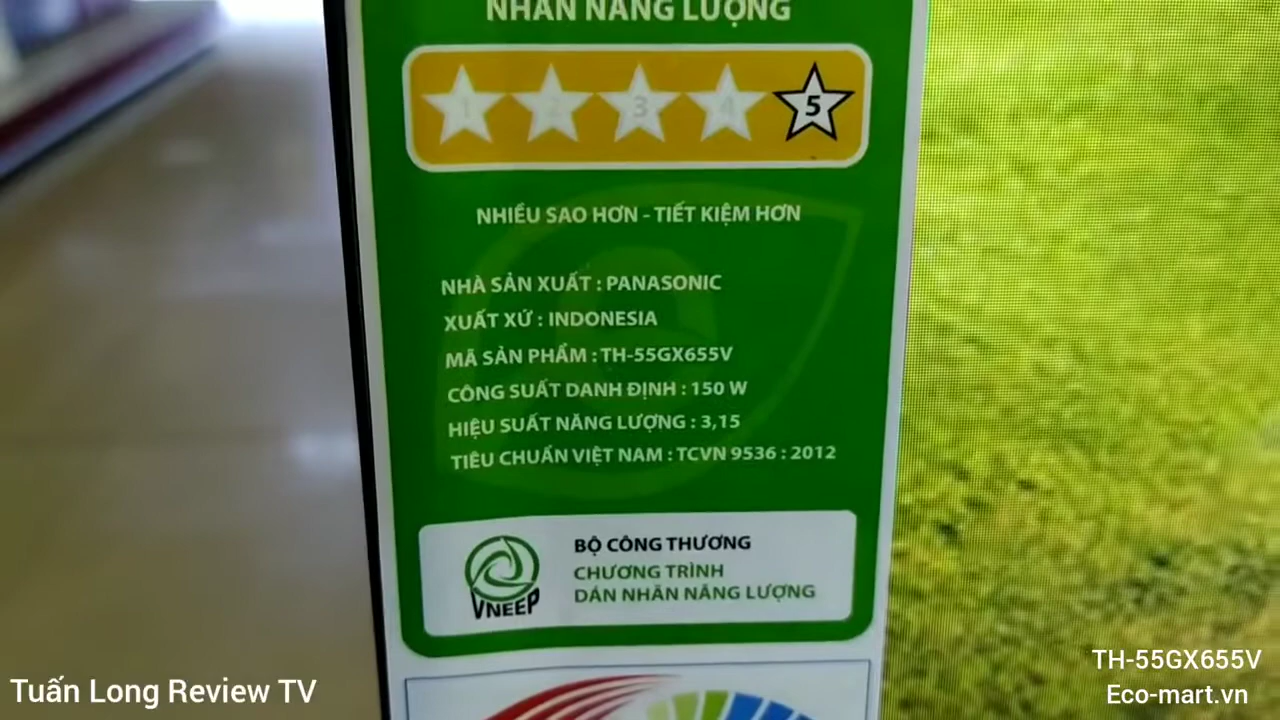 NHÃN NĂNG LƯỢNG
1 2 3 4 5
NHIỀU SAO HƠN - TIẾT KIỆM HƠN
NHÀ SẢN XUẤT : PANASONIC
XUẤT XỨ : INDONESIA
MÃ SẢN PHẨM : TH-55GX655V
CÔNG SUẤT DANH ĐỊNH : 150 W
HIỆU SUẤT NĂNG LƯỢNG : 3,15
TIÊU CHUẨN VIỆT NAM : TCVN 9536 : 2012
BỘ CÔNG THƯƠNG
CHƯƠNG TRÌNH
DÁN NHÃN NĂNG LƯỢNG
VNEEP
TH-55GX655V
Tuấn Long Review TV
Eco-mart.vn